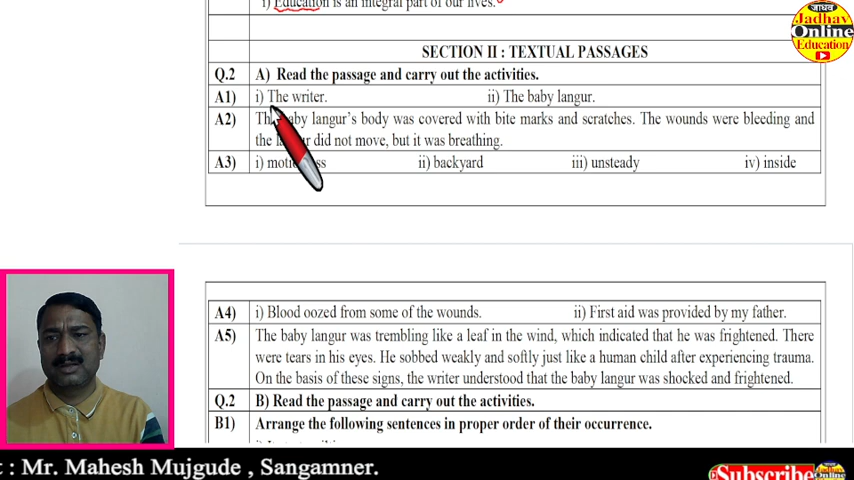 i) Education is an integral part of our lives.
जाधव
Jadhav
Online
Education
SECTION II : TEXTUAL PASSAGES
Q.2 A) Read the passage and carry out the activities.
A1) i) The writer. ii) The baby langur.
A2) The baby langur's body was covered with bite marks and scratches. The wounds were bleeding and
the did not move, but it was breathing.
A3) i) ii) backyard iii) unsteady iv) inside
A4) i) Blood oozed from some of the wounds. ii) First aid was provided by my father.
A5) The baby langur was trembling like a leaf in the wind, which indicated that he was frightened. There
were tears in his eyes. He sobbed weakly and softly just like a human child after experiencing trauma.
On the basis of these signs, the writer understood that the baby langur was shocked and frightened.
Q.2 B) Read the passage and carry out the activities.
B1) Arrange the following sentences in proper order of their occurrence.
: Mr. Mahesh Mujgude , Sangamner.
Subscribe